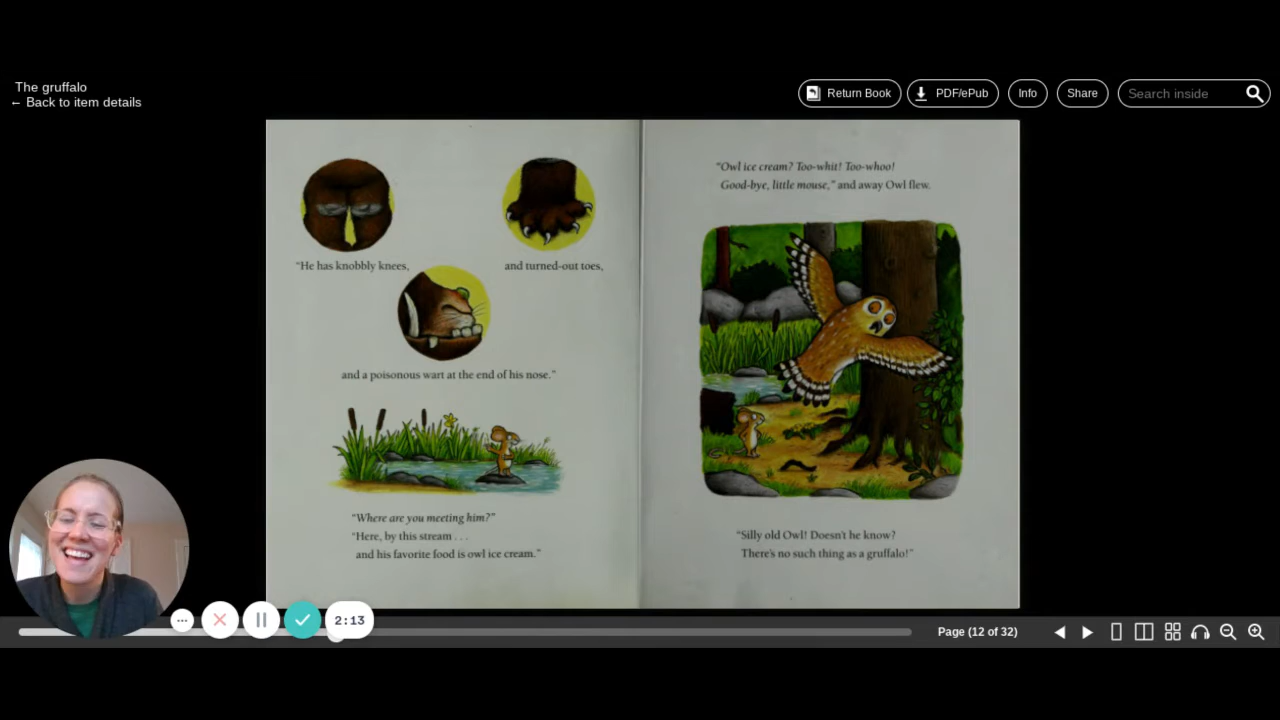 The gruffalo
← Back to item details
Return Book
PDF/ePub
Info
Share
Search inside
“He has knobbly knees,
and turned-out toes,
and a poisonous wart at the end of his nose.”
“Where are you meeting him?”
“Here, by this stream . . .
and his favorite food is owl ice cream.”
“Owl ice cream? Too-whit! Too-whoo!
Good-bye, little mouse,” and away Owl flew.
“Silly old Owl! Doesn’t he know?
There’s no such thing as a gruffalo!”
2:13
Page (12 of 32)